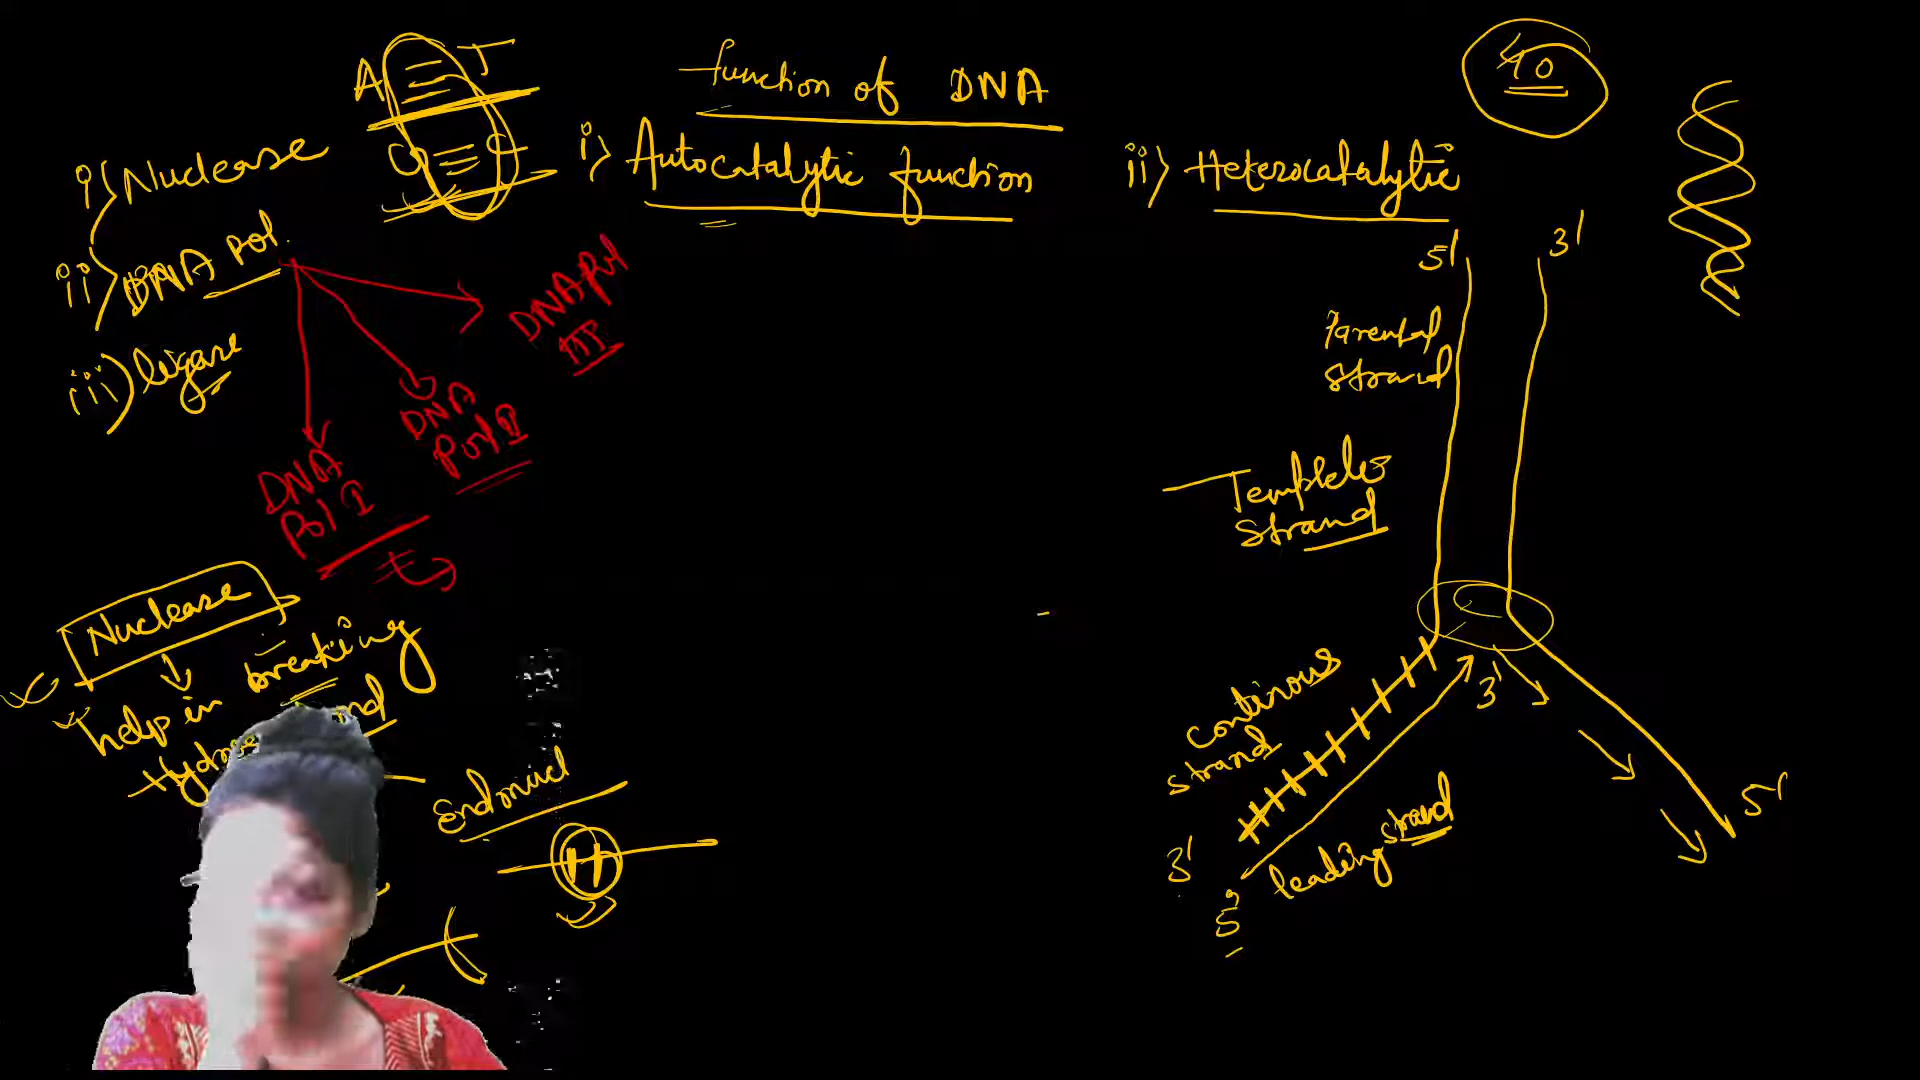 function of DNA
40
A T
G C
i) Autocatalytic function
ii) Heterocatalytic
i) Nuclease
ii) DNA Pol.
iii) ligase
DNA Pol III
DNA
Pol I
DNA
Pol I
5' 3'
Parental
strand
Template
strand
Nuclease
help in breaking
Endonucl
continous
strand
3'
5'
3'
5'
leading strand